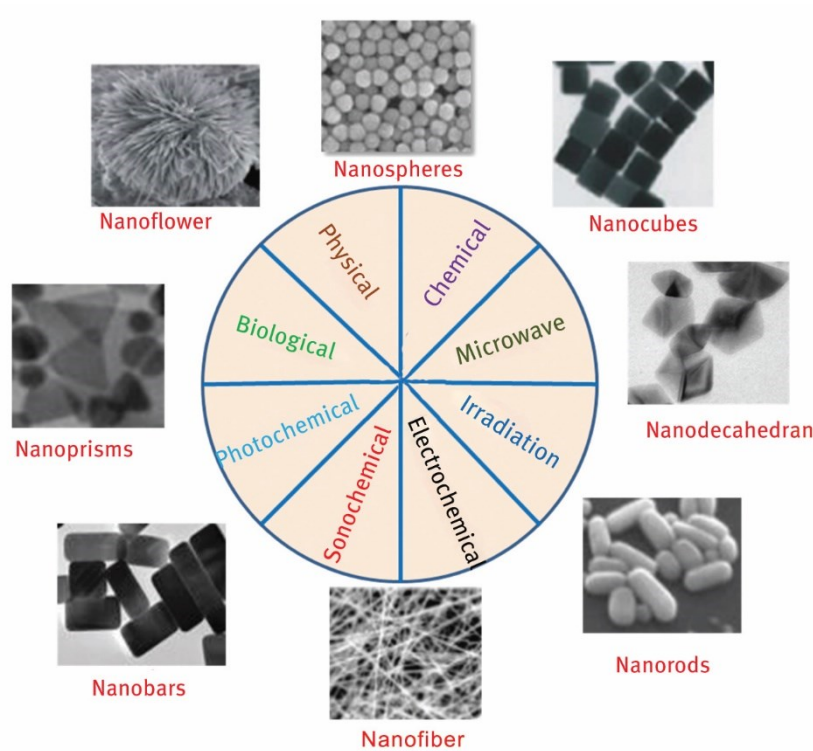 Nanospheres
Nanoflower
Nanocubes
Physical
Chemical
Biological
Microwave
Nanoprisms
Nanodecahedran
Photochemical
Irradiation
Sonochemical
Electrochemical
Nanobars
Nanorods
Nanofiber